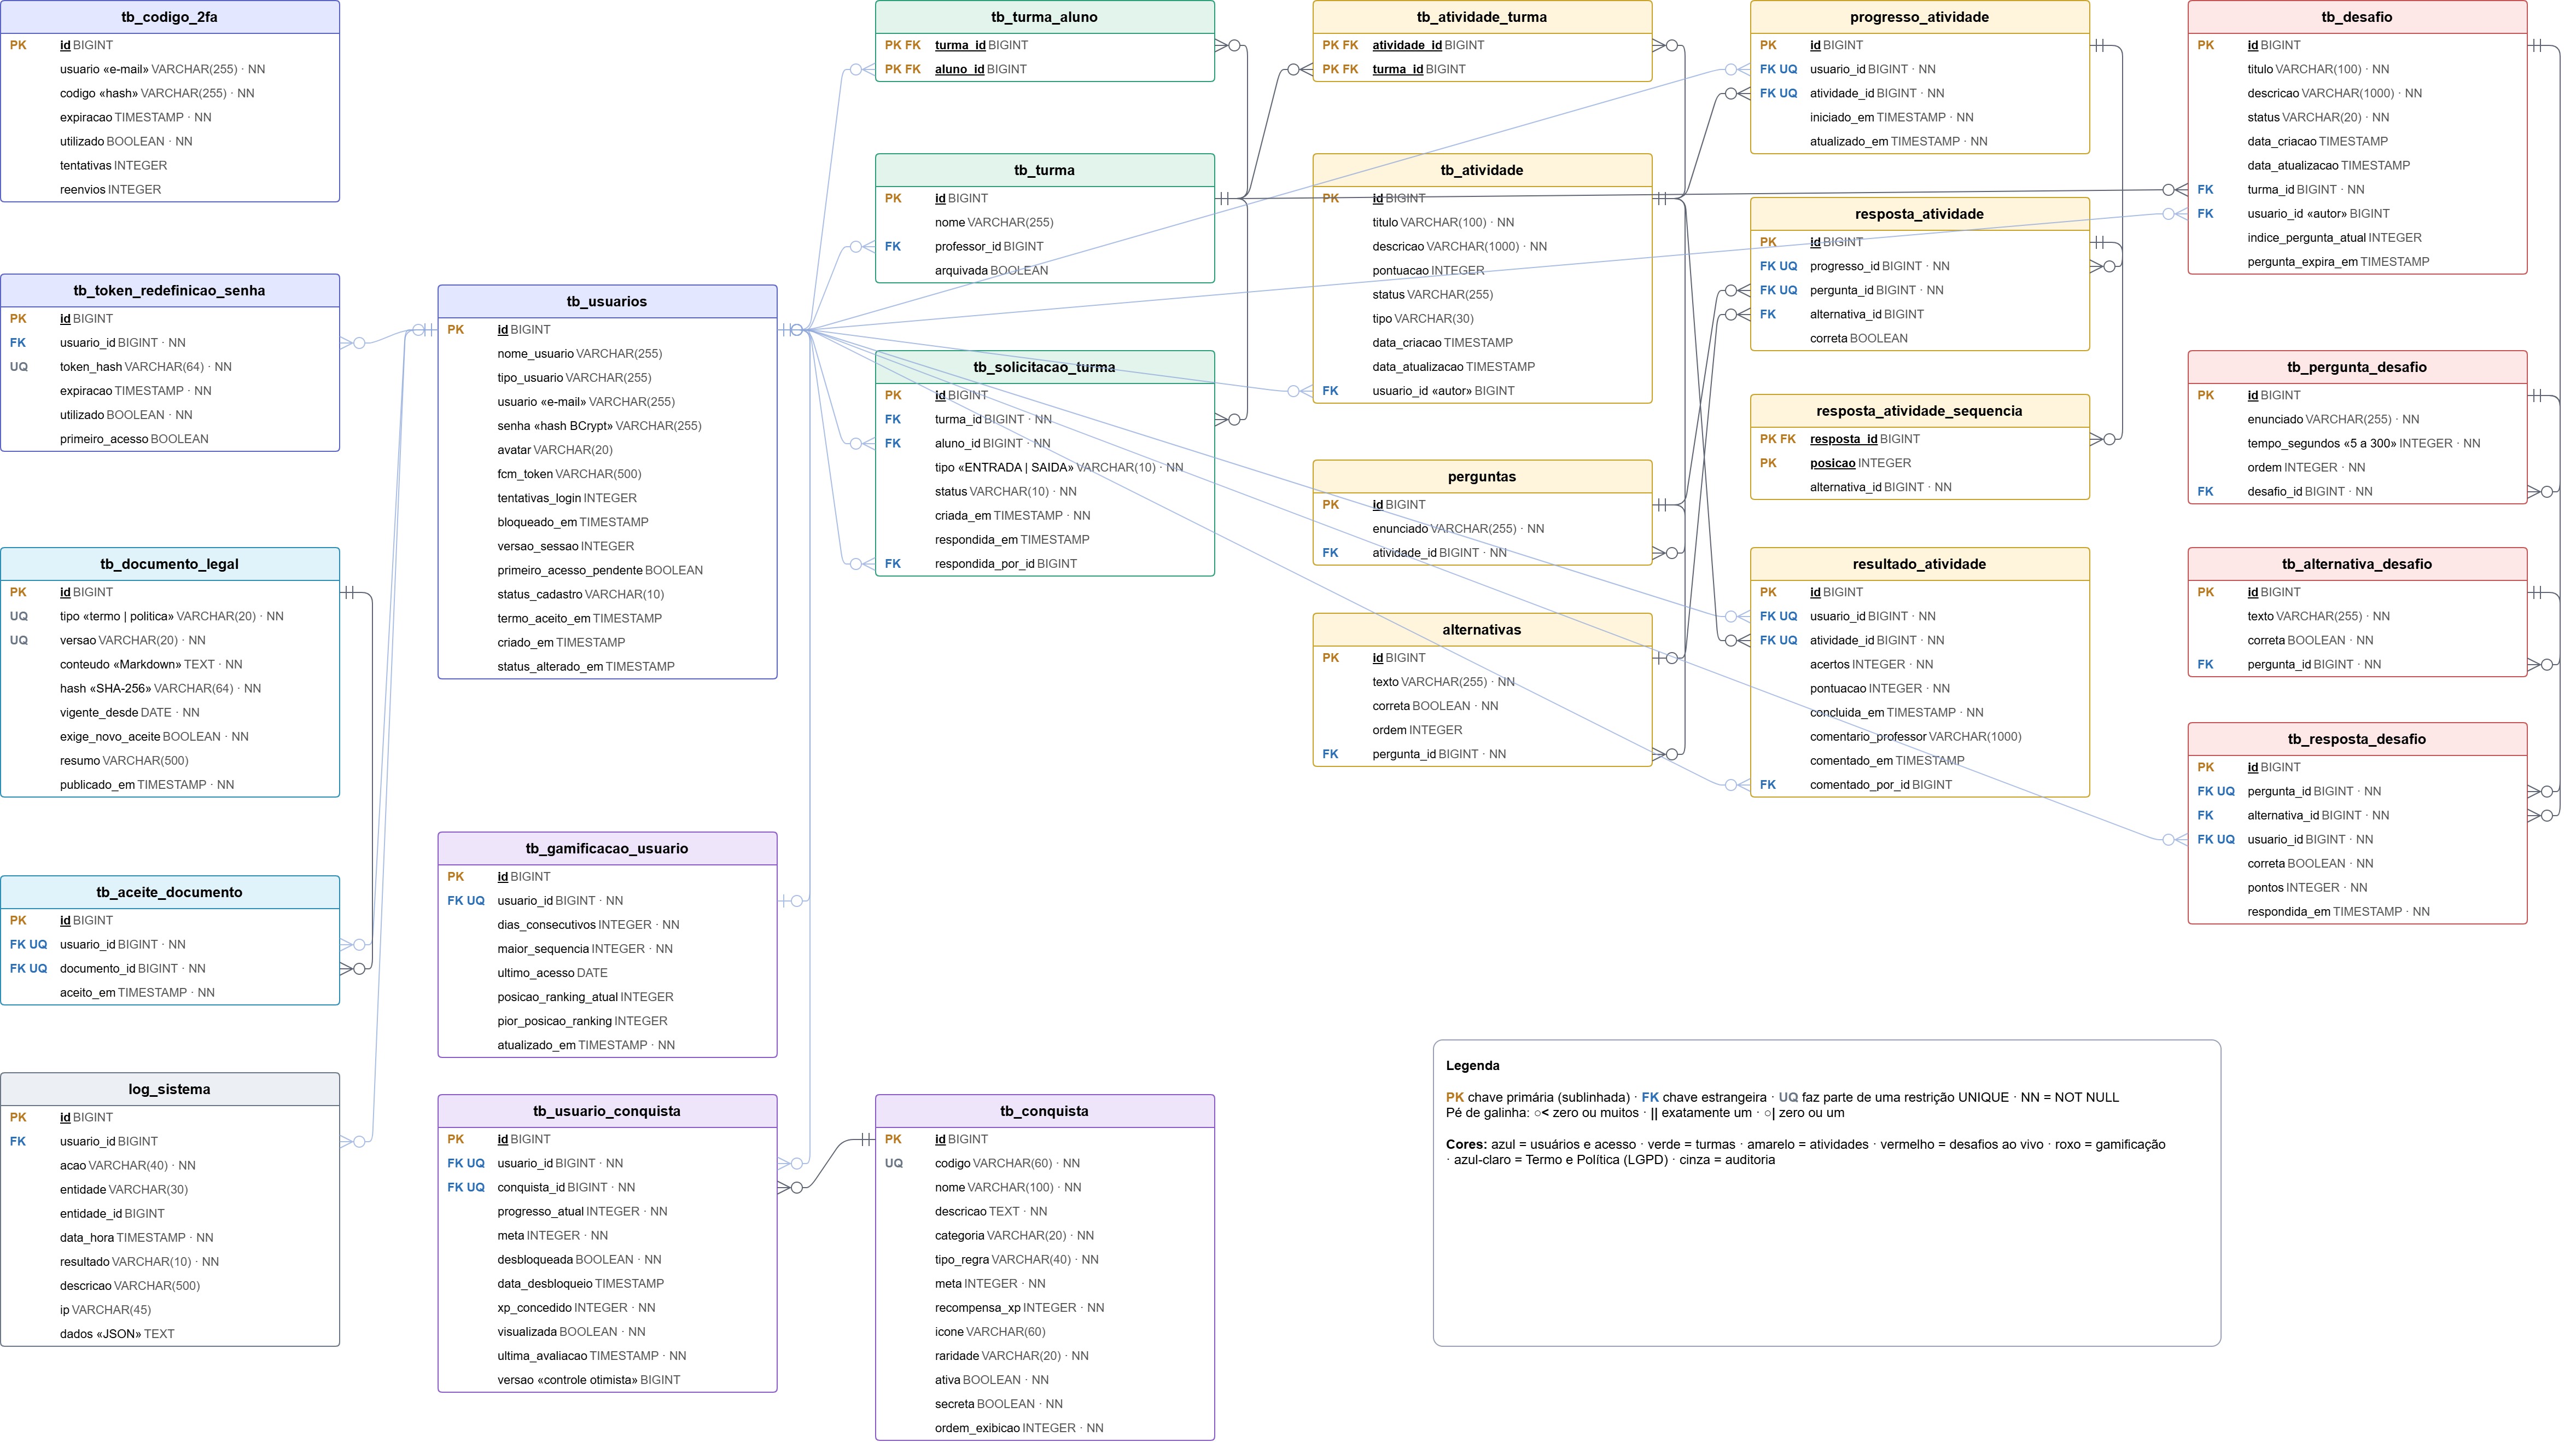 tb_codigo_2fa
PK id BIGINT
usuario «e-mail» VARCHAR(255) · NN
codigo «hash» VARCHAR(255) · NN
expiracao TIMESTAMP · NN
utilizado BOOLEAN · NN
tentativas INTEGER
reenvios INTEGER
tb_token_redefinicao_senha
PK id BIGINT
FK usuario_id BIGINT · NN
UQ token_hash VARCHAR(64) · NN
expiracao TIMESTAMP · NN
utilizado BOOLEAN · NN
primeiro_acesso BOOLEAN
tb_documento_legal
PK id BIGINT
UQ tipo «termo | politica» VARCHAR(20) · NN
UQ versao VARCHAR(20) · NN
conteudo «Markdown» TEXT · NN
hash «SHA-256» VARCHAR(64) · NN
vigente_desde DATE · NN
exige_novo_aceite BOOLEAN · NN
resumo VARCHAR(500)
publicado_em TIMESTAMP · NN
tb_aceite_documento
PK id BIGINT
FK UQ usuario_id BIGINT · NN
FK UQ documento_id BIGINT · NN
aceito_em TIMESTAMP · NN
log_sistema
PK id BIGINT
FK usuario_id BIGINT
acao VARCHAR(40) · NN
entidade VARCHAR(30)
entidade_id BIGINT
data_hora TIMESTAMP · NN
resultado VARCHAR(10) · NN
descricao VARCHAR(500)
ip VARCHAR(45)
dados «JSON» TEXT
tb_usuarios
PK id BIGINT
nome_usuario VARCHAR(255)
tipo_usuario VARCHAR(255)
usuario «e-mail» VARCHAR(255)
senha «hash BCrypt» VARCHAR(255)
avatar VARCHAR(20)
fcm_token VARCHAR(500)
tentativas_login INTEGER
bloqueado_em TIMESTAMP
versao_sessao INTEGER
primeiro_acesso_pendente BOOLEAN
status_cadastro VARCHAR(10)
termo_aceito_em TIMESTAMP
criado_em TIMESTAMP
status_alterado_em TIMESTAMP
tb_gamificacao_usuario
PK id BIGINT
FK UQ usuario_id BIGINT · NN
dias_consecutivos INTEGER · NN
maior_sequencia INTEGER · NN
ultimo_acesso DATE
posicao_ranking_atual INTEGER
pior_posicao_ranking INTEGER
atualizado_em TIMESTAMP · NN
tb_usuario_conquista
PK id BIGINT
FK UQ usuario_id BIGINT · NN
FK UQ conquista_id BIGINT · NN
progresso_atual INTEGER · NN
meta INTEGER · NN
desbloqueada BOOLEAN · NN
data_desbloqueio TIMESTAMP
xp_concedido INTEGER · NN
visualizada BOOLEAN · NN
ultima_avaliacao TIMESTAMP · NN
versao «controle otimista» BIGINT
tb_turma_aluno
PK FK turma_id BIGINT
PK FK aluno_id BIGINT
tb_turma
PK id BIGINT
nome VARCHAR(255)
FK professor_id BIGINT
arquivada BOOLEAN
tb_solicitacao_turma
PK id BIGINT
FK turma_id BIGINT · NN
FK aluno_id BIGINT · NN
tipo «ENTRADA | SAIDA» VARCHAR(10) · NN
status VARCHAR(10) · NN
criada_em TIMESTAMP · NN
respondida_em TIMESTAMP
FK respondida_por_id BIGINT
tb_conquista
PK id BIGINT
UQ codigo VARCHAR(60) · NN
nome VARCHAR(100) · NN
descricao TEXT · NN
categoria VARCHAR(20) · NN
tipo_regra VARCHAR(40) · NN
meta INTEGER · NN
recompensa_xp INTEGER · NN
icone VARCHAR(60)
raridade VARCHAR(20) · NN
ativa BOOLEAN · NN
secreta BOOLEAN · NN
ordem_exibicao INTEGER · NN
tb_atividade_turma
PK FK atividade_id BIGINT
PK FK turma_id BIGINT
tb_atividade
PK id BIGINT
titulo VARCHAR(100) · NN
descricao VARCHAR(1000) · NN
pontuacao INTEGER
status VARCHAR(255)
tipo VARCHAR(30)
data_criacao TIMESTAMP
data_atualizacao TIMESTAMP
FK usuario_id «autor» BIGINT
perguntas
PK id BIGINT
enunciado VARCHAR(255) · NN
FK atividade_id BIGINT · NN
alternativas
PK id BIGINT
texto VARCHAR(255) · NN
correta BOOLEAN · NN
ordem INTEGER
FK pergunta_id BIGINT · NN
progresso_atividade
PK id BIGINT
FK UQ usuario_id BIGINT · NN
FK UQ atividade_id BIGINT · NN
iniciado_em TIMESTAMP · NN
atualizado_em TIMESTAMP · NN
resposta_atividade
PK id BIGINT
FK UQ progresso_id BIGINT · NN
FK UQ pergunta_id BIGINT · NN
FK alternativa_id BIGINT
correta BOOLEAN
resposta_atividade_sequencia
PK FK resposta_id BIGINT
PK posicao INTEGER
alternativa_id BIGINT · NN
resultado_atividade
PK id BIGINT
FK UQ usuario_id BIGINT · NN
FK UQ atividade_id BIGINT · NN
acertos INTEGER · NN
pontuacao INTEGER · NN
concluida_em TIMESTAMP · NN
comentario_professor VARCHAR(1000)
comentado_em TIMESTAMP
FK comentado_por_id BIGINT
tb_desafio
PK id BIGINT
titulo VARCHAR(100) · NN
descricao VARCHAR(1000) · NN
status VARCHAR(20) · NN
data_criacao TIMESTAMP
data_atualizacao TIMESTAMP
FK turma_id BIGINT · NN
FK usuario_id «autor» BIGINT
indice_pergunta_atual INTEGER
pergunta_expira_em TIMESTAMP
tb_pergunta_desafio
PK id BIGINT
enunciado VARCHAR(255) · NN
tempo_segundos «5 a 300» INTEGER · NN
ordem INTEGER · NN
FK desafio_id BIGINT · NN
tb_alternativa_desafio
PK id BIGINT
texto VARCHAR(255) · NN
correta BOOLEAN · NN
FK pergunta_id BIGINT · NN
tb_resposta_desafio
PK id BIGINT
FK UQ pergunta_id BIGINT · NN
FK alternativa_id BIGINT · NN
FK UQ usuario_id BIGINT · NN
correta BOOLEAN · NN
pontos INTEGER · NN
respondida_em TIMESTAMP · NN
Legenda
PK chave primária (sublinhada) · FK chave estrangeira · UQ faz parte de uma restrição UNIQUE · NN = NOT NULL
Pé de galinha: ○< zero ou muitos · || exatamente um · ○| zero ou um
Cores: azul = usuários e acesso · verde = turmas · amarelo = atividades · vermelho = desafios ao vivo · roxo = gamificação
· azul-claro = Termo e Política (LGPD) · cinza = auditoria